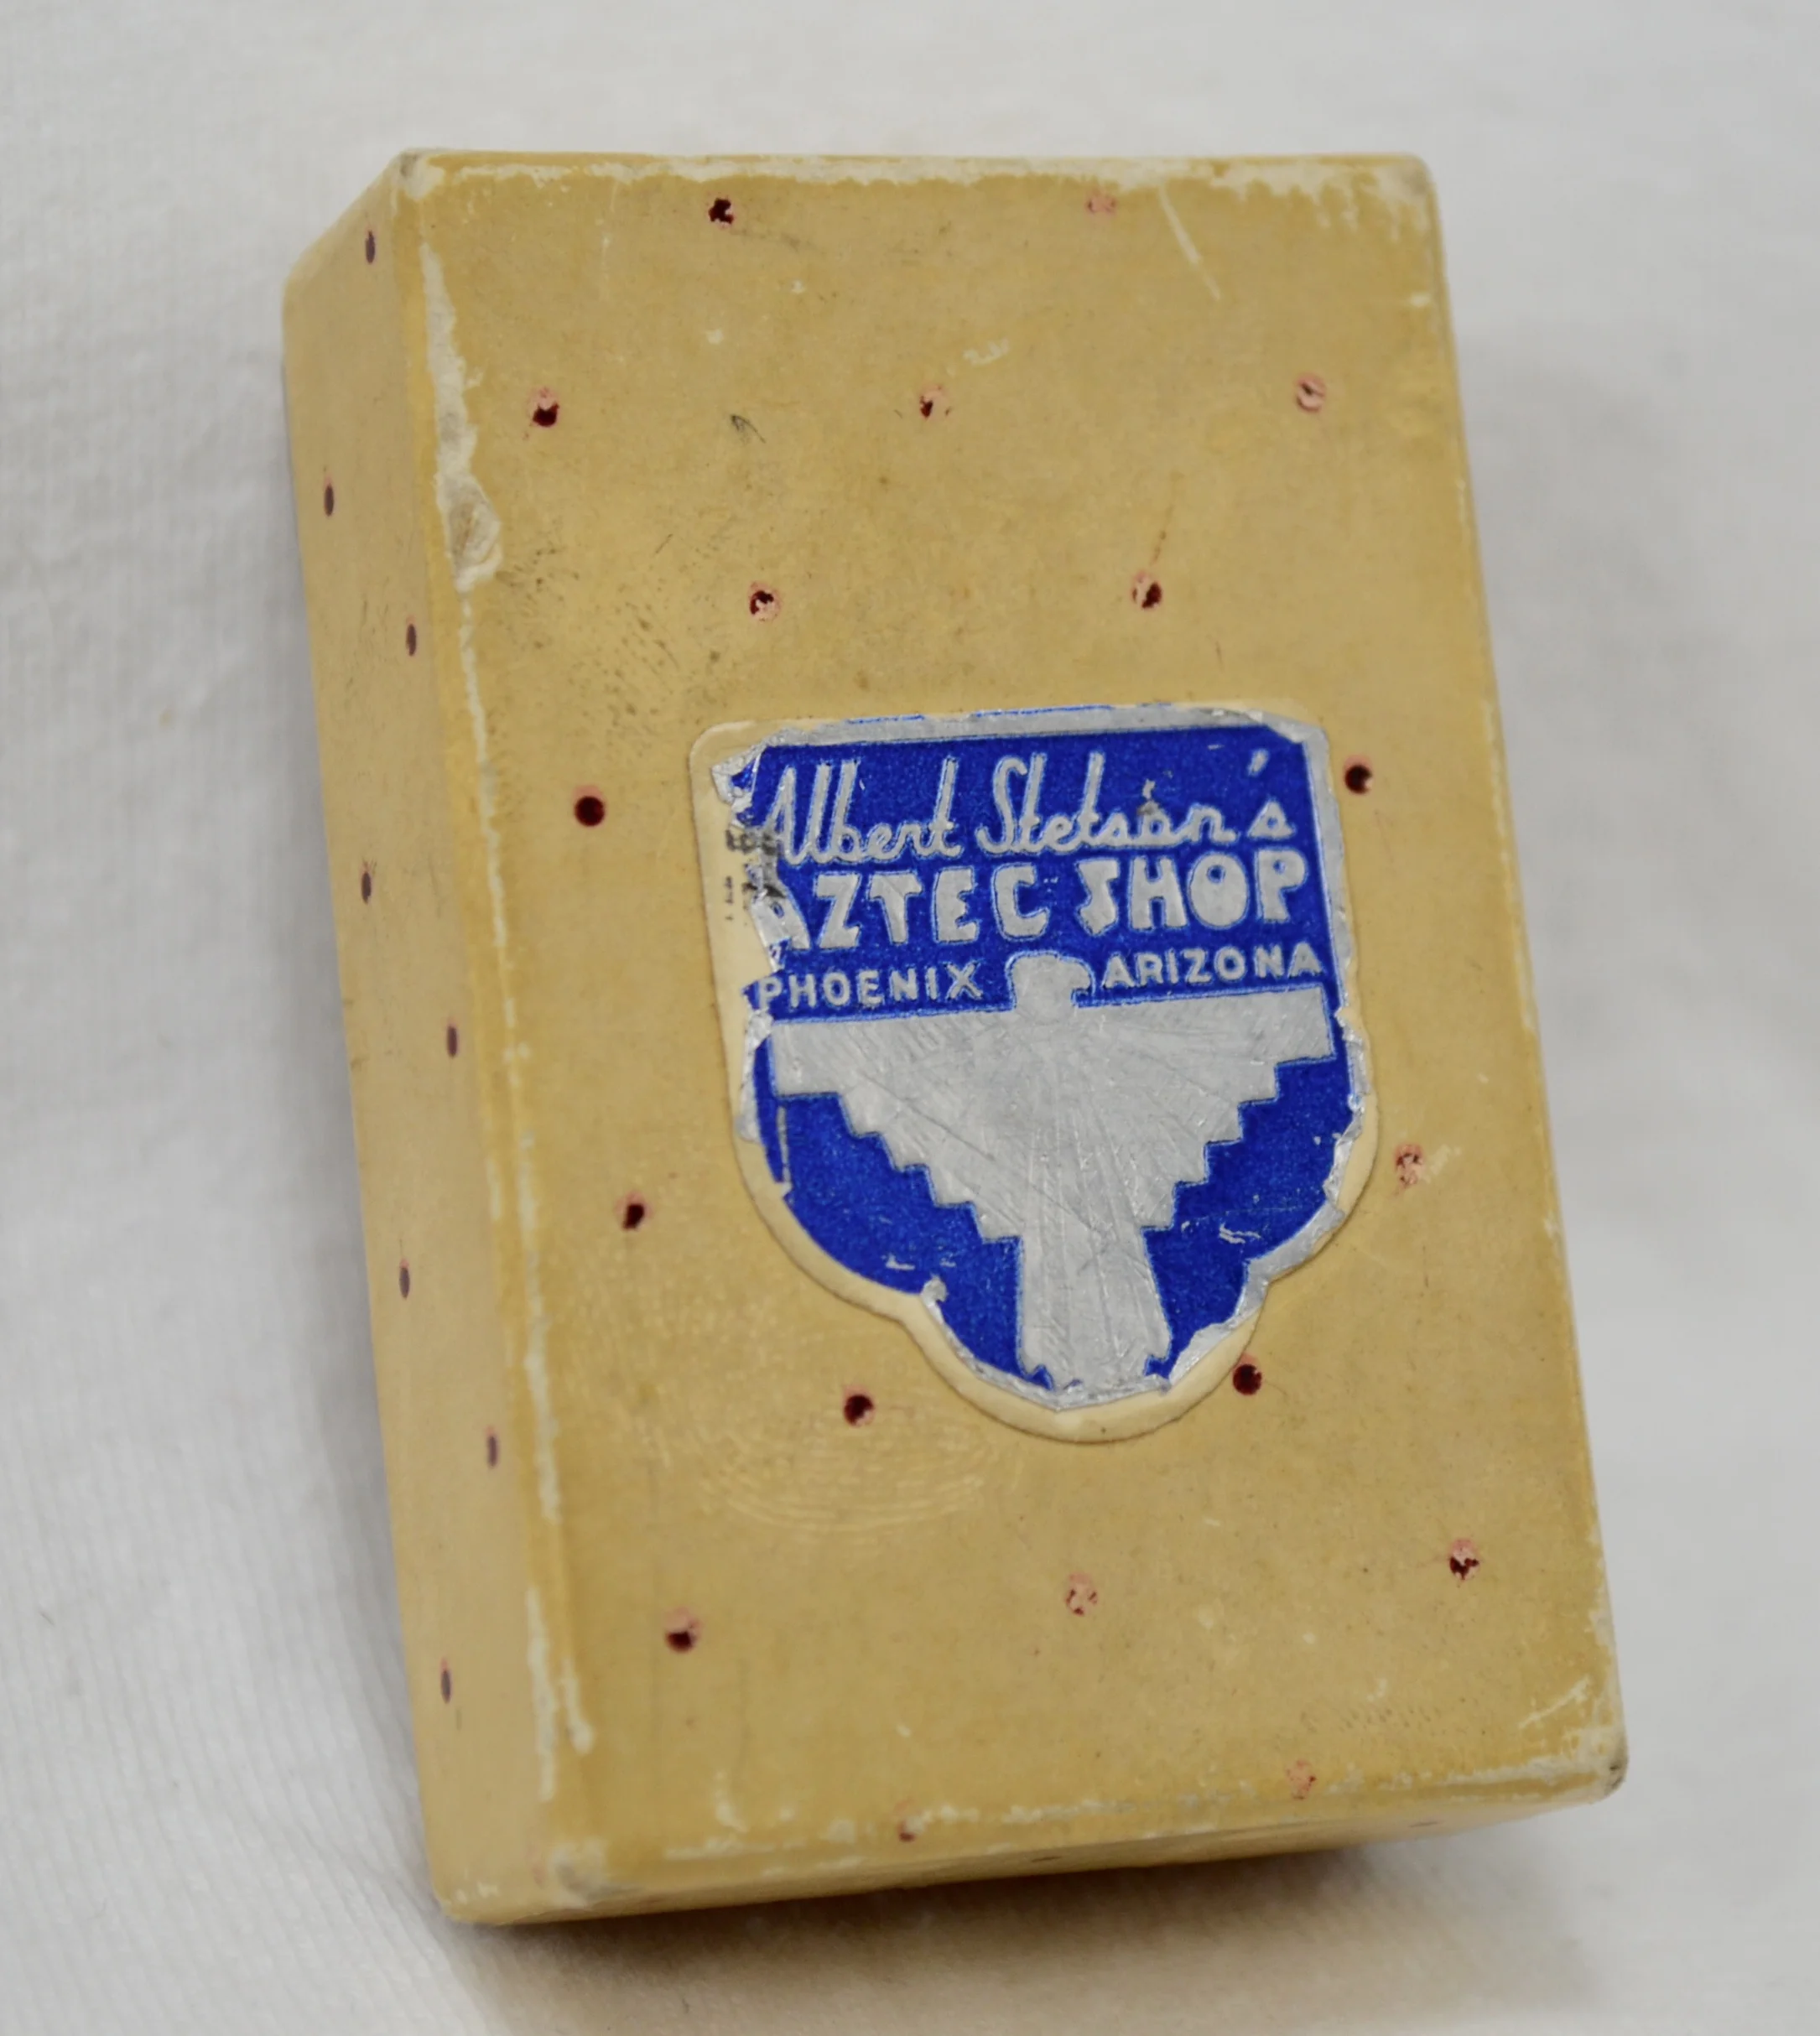 Albert Stetson's
AZTEC SHOP
PHOENIX ARIZONA